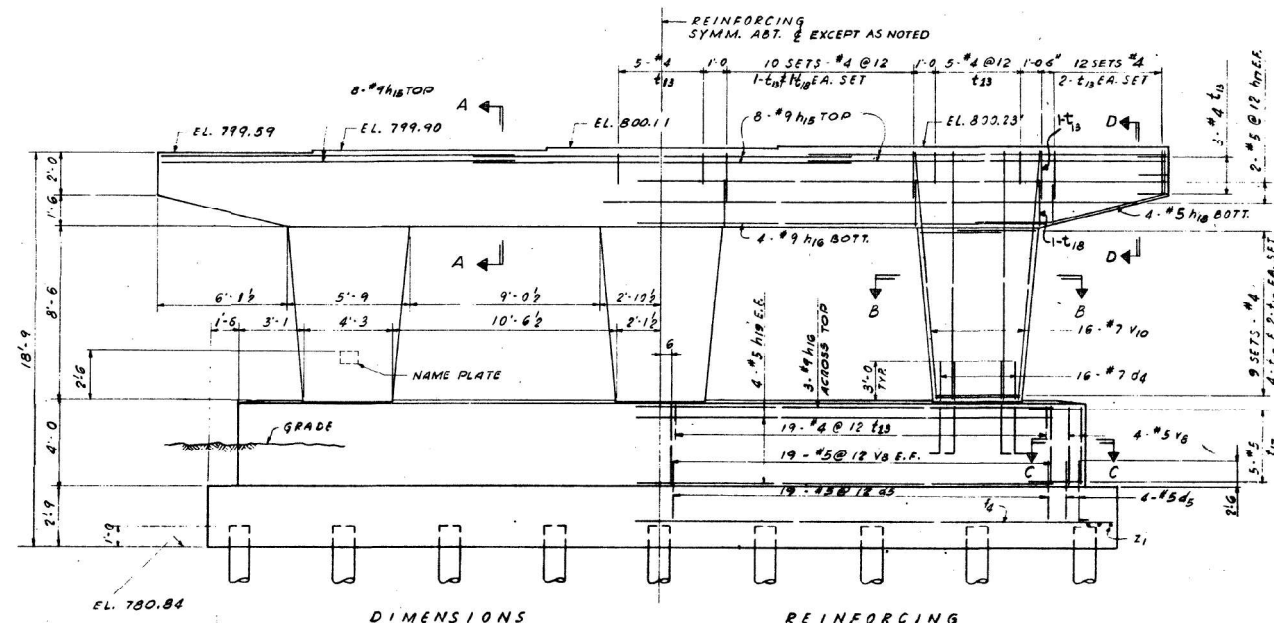 REINFORCING
SYMM. ABT. ℄ EXCEPT AS NOTED
5-#4
t13
1'-0
10 SETS - #4 @ 12
1-t13 & 1-t18 EA. SET
1'-0
5-#4 @ 12
t13
1'-0
6"
12 SETS #4
2-t13 EA. SET
8-#9 h15 TOP
A
EL. 799.59
EL. 799.90
EL. 800.11
8-#9 h15 TOP
EL. 800.23
1-t13
D
3-#4 t13
2-#5 @ 12 h17 E.F.
2'-0
1'-6
4-#5 h18 BOTT.
4-#9 h16 BOTT.
1-t18
A
D
6'-1½
5'-9
9'-0½
2'-10½
B
B
8'-6
18'-9
1'-6
3'-1
4'-3
10'-6½
2'-1½
6
16-#7 V10
2'-6
NAME PLATE
4-#5 h19 E.F.
3-#9 h16
ACROSS TOP
3'-0
TYP.
16-#7 d4
9 SETS - #4
GRADE
4'-0
19-#4 @ 12 t23
4-#5 V8
19-#5 @ 12 V8 E.F.
C
C
5-#5
19-#5 @ 12 d5
4-#5 d5
2'-6
2'-9
1'-0
t4
z1
EL. 780.84
DIMENSIONS
REINFORCING